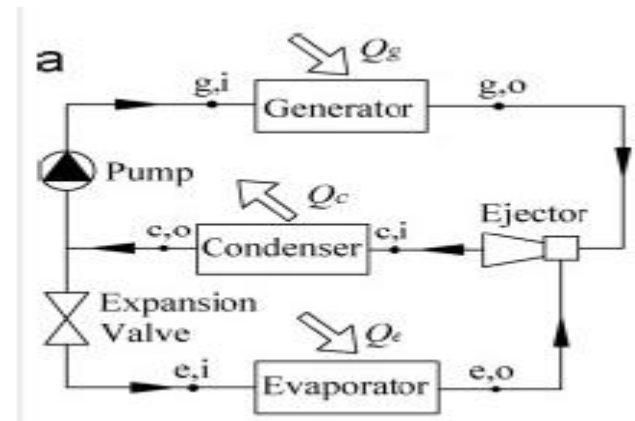 a
Qg
g,i
Generator
g,o
Pump
Qc
Ejector
c,o
Condenser
c,i
Expansion
Valve
Qe
e,i
Evaporator
e,o